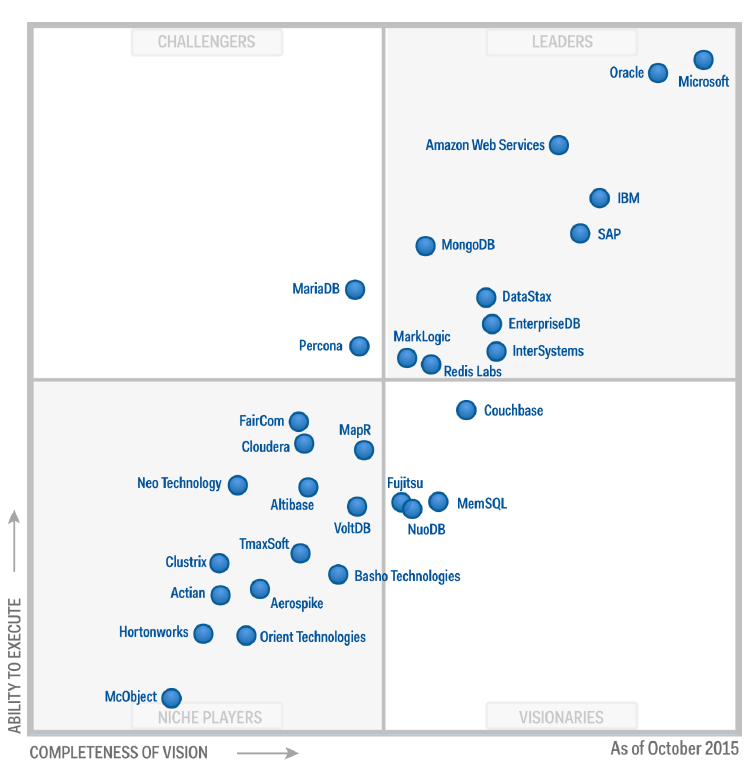 CHALLENGERS
LEADERS
Oracle
Microsoft
Amazon Web Services
IBM
SAP
MongoDB
MariaDB
DataStax
EnterpriseDB
Percona
MarkLogic
InterSystems
Redis Labs
Couchbase
FairCom
MapR
Cloudera
Neo Technology
Fujitsu
Altibase
MemSQL
VoltDB
NuoDB
TmaxSoft
Clustrix
Basho Technologies
Actian
Aerospike
Hortonworks
Orient Technologies
McObject
NICHE PLAYERS
VISIONARIES
ABILITY TO EXECUTE
COMPLETENESS OF VISION
As of October 2015